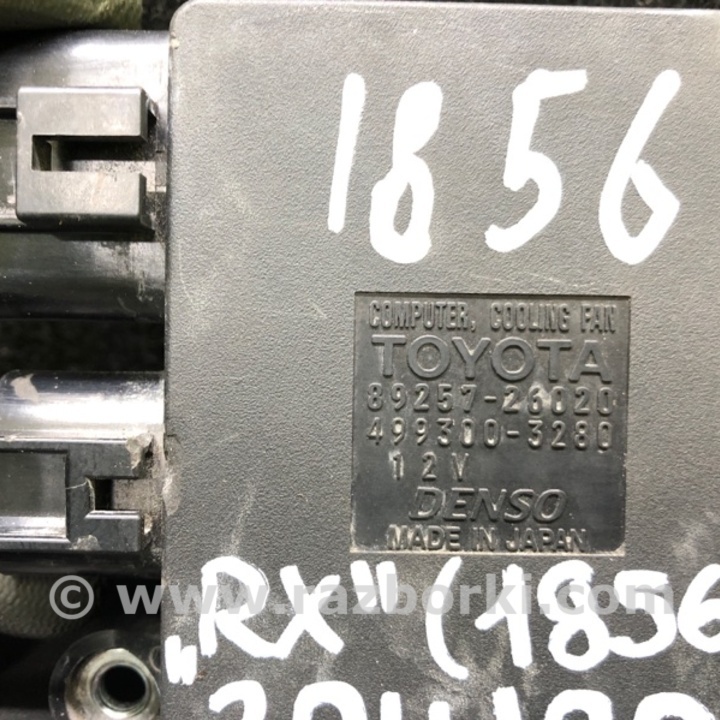 1856
COMPUTER, COOLING FAN
TOYOTA
89257-26020
499300-3280
12V
DENSO
MADE IN JAPAN
© www.razborki.com
„RX" (1856